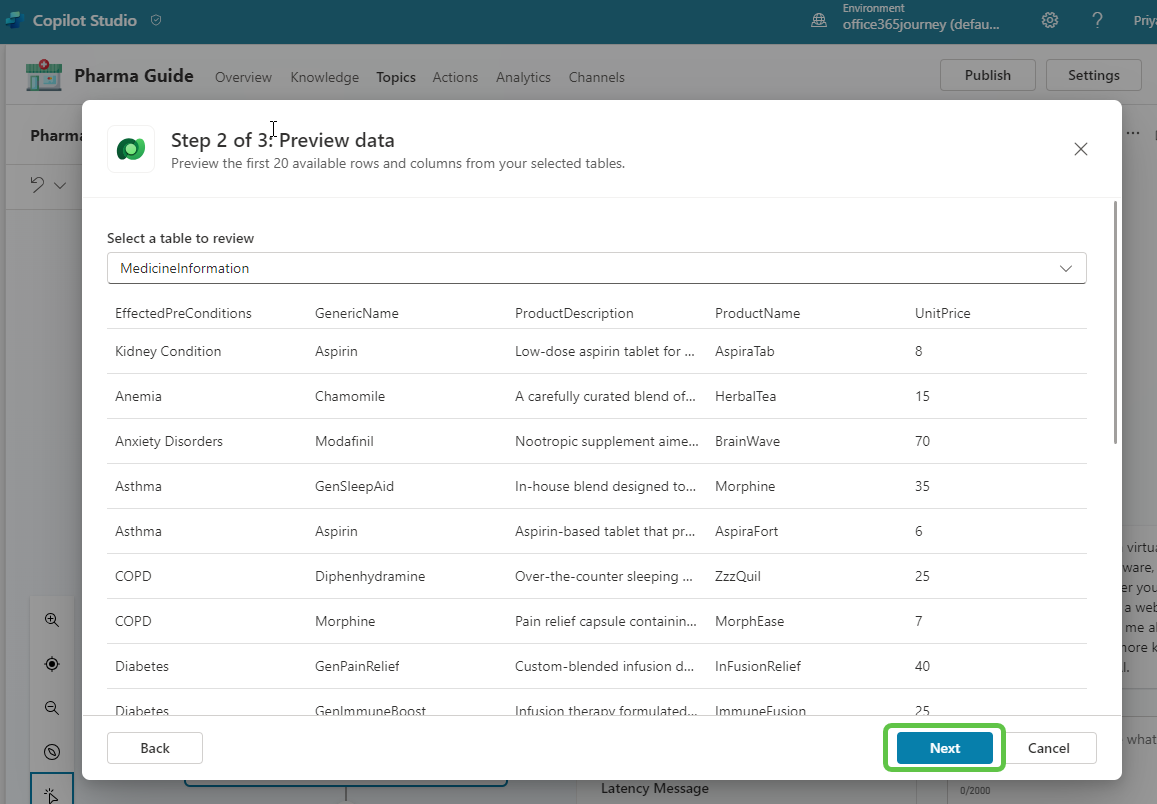 Copilot Studio
Environment
office365journey (defau...
?
Priya
Pharma Guide
Overview
Knowledge
Topics
Actions
Analytics
Channels
Publish
Settings
Pharma
...
Step 2 of 3: Preview data
Preview the first 20 available rows and columns from your selected tables.
Select a table to review
MedicineInformation
EffectedPreConditions GenericName ProductDescription ProductName UnitPrice
Kidney Condition Aspirin Low-dose aspirin tablet for ... AspiraTab 8
Anemia Chamomile A carefully curated blend of... HerbalTea 15
Anxiety Disorders Modafinil Nootropic supplement aime... BrainWave 70
Asthma GenSleepAid In-house blend designed to... Morphine 35
Asthma Aspirin Aspirin-based tablet that pr... AspiraFort 6
COPD Diphenhydramine Over-the-counter sleeping ... ZzzQuil 25
COPD Morphine Pain relief capsule containin... MorphEase 7
Diabetes GenPainRelief Custom-blended infusion d... InFusionRelief 40
Diabetes GenImmuneBoost Infusion therapy formulated... ImmuneFusion 25
Back
Next
Cancel
virtua
ware,
er you
a web
me al
more k
l.
what
Latency Message
0/2000